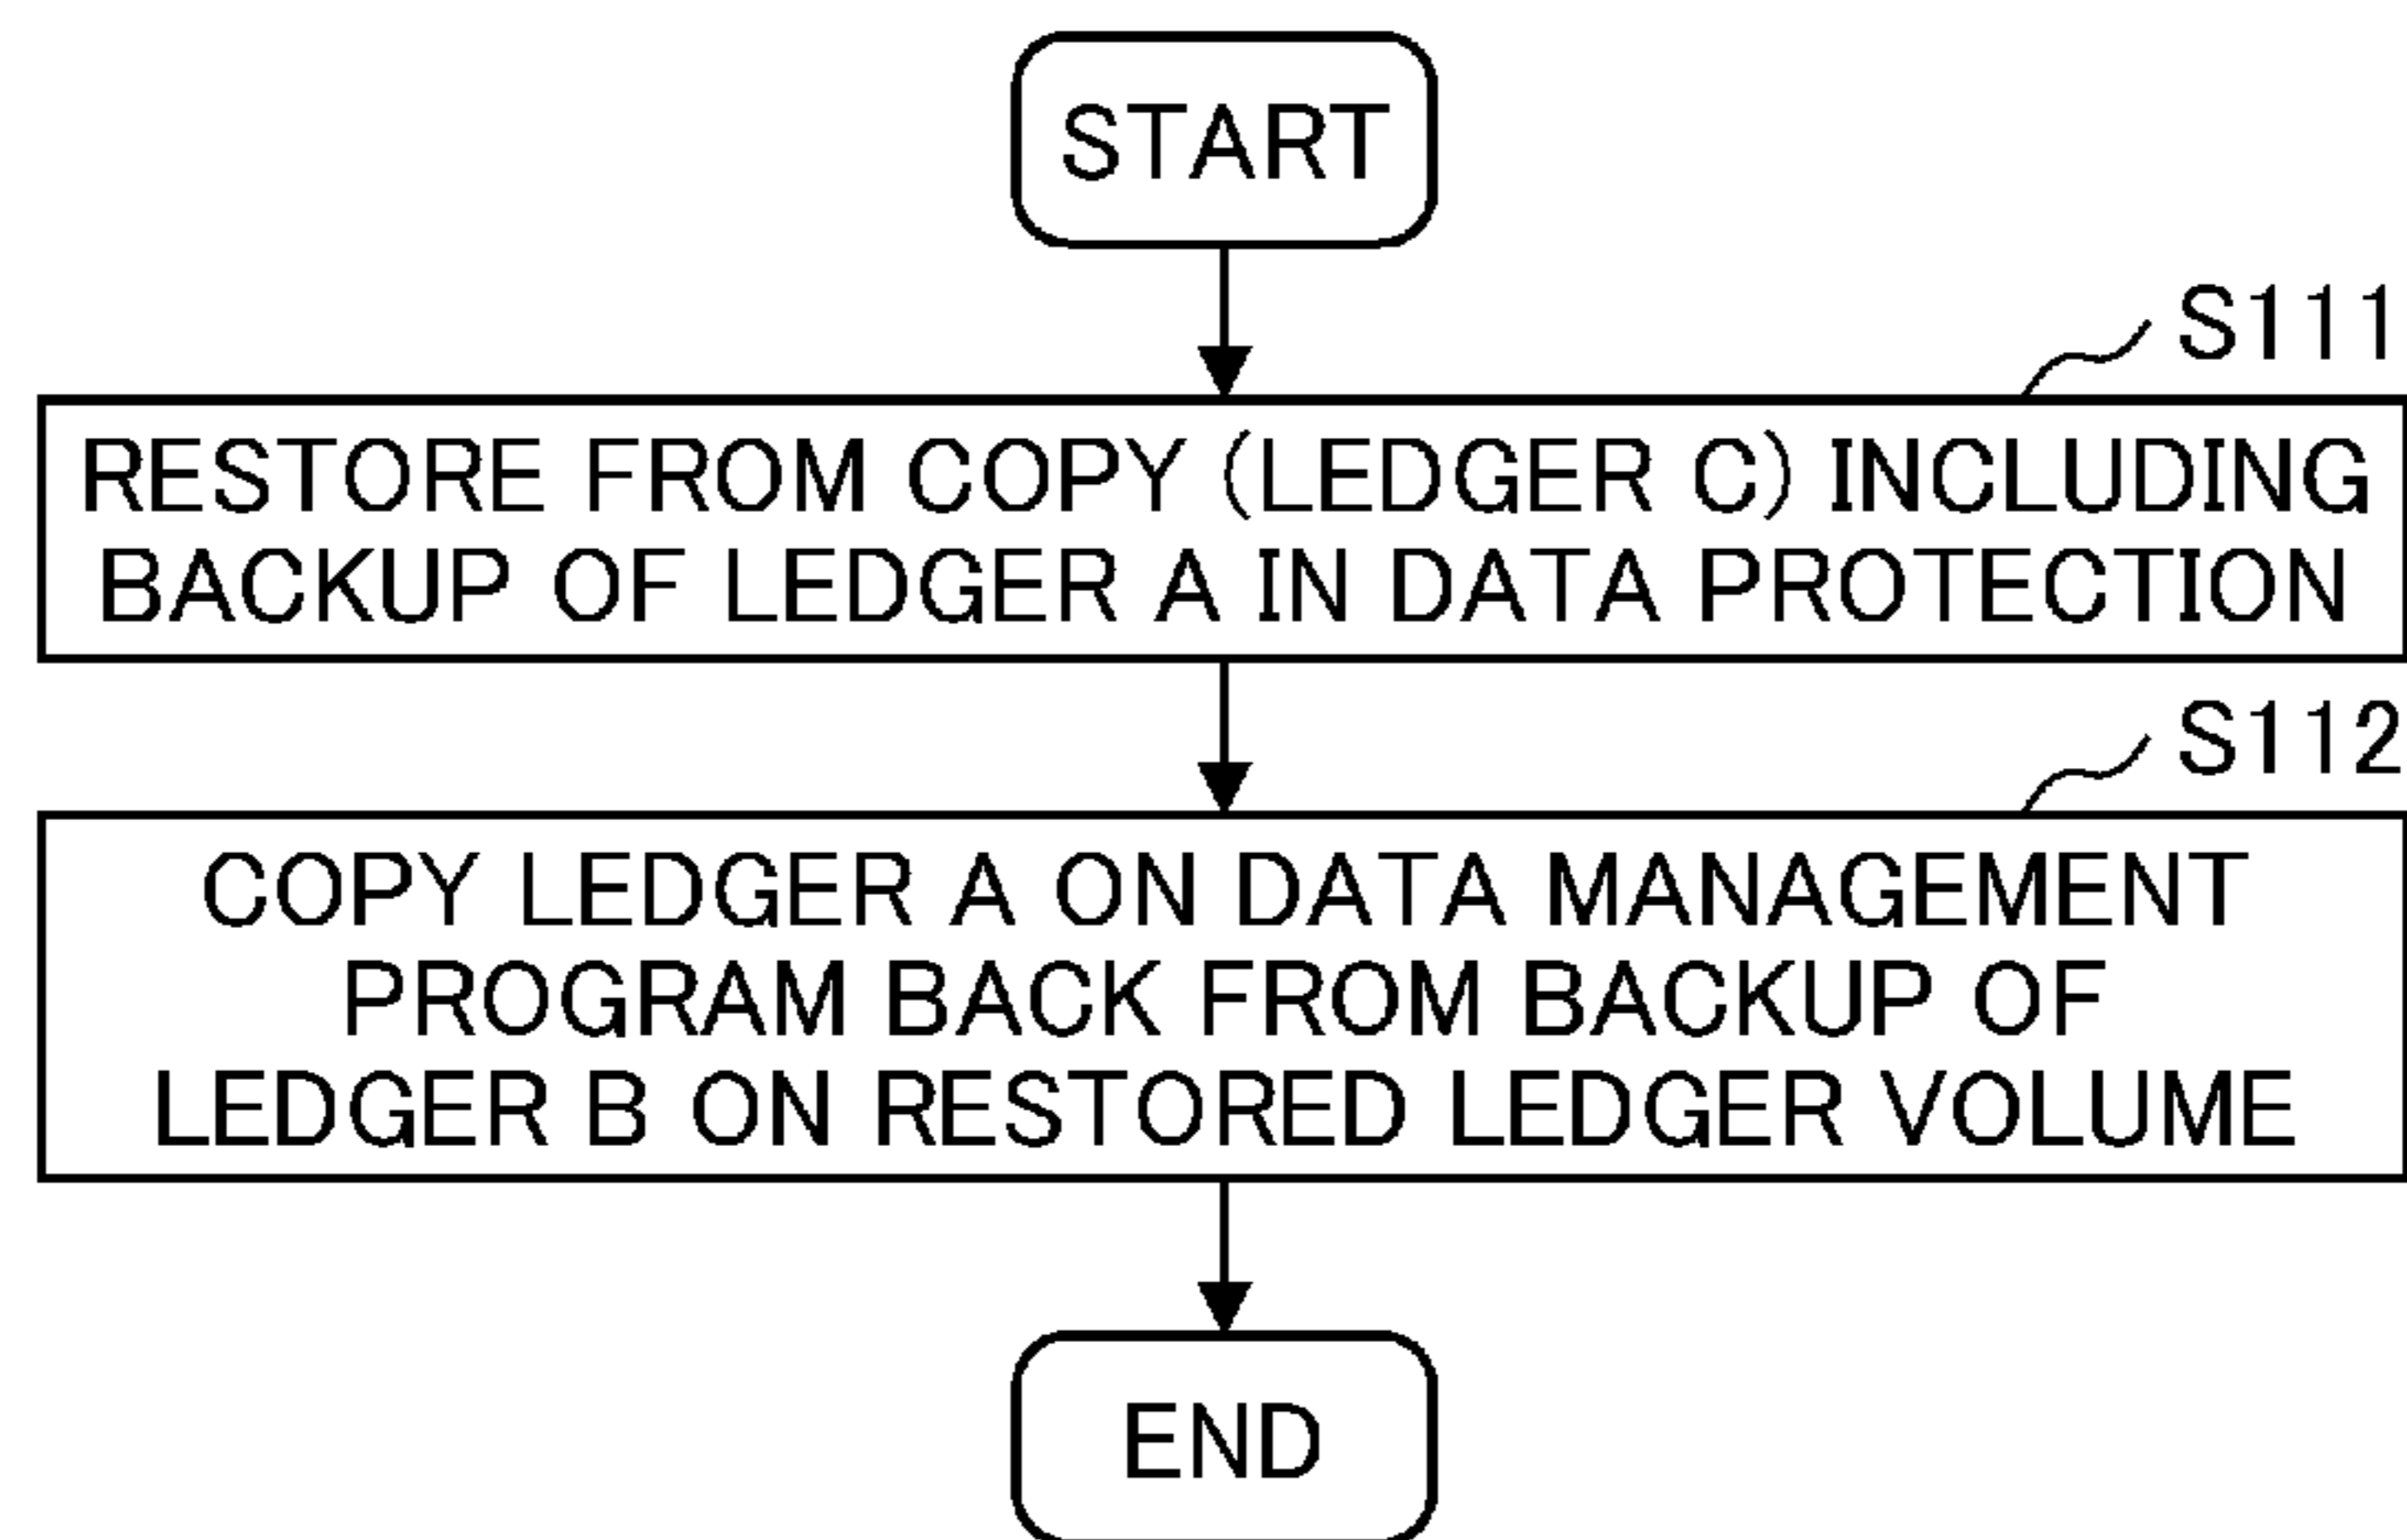 START
S111
RESTORE FROM COPY (LEDGER C) INCLUDING
BACKUP OF LEDGER A IN DATA PROTECTION
S112
COPY LEDGER A ON DATA MANAGEMENT
PROGRAM BACK FROM BACKUP OF
LEDGER B ON RESTORED LEDGER VOLUME
END